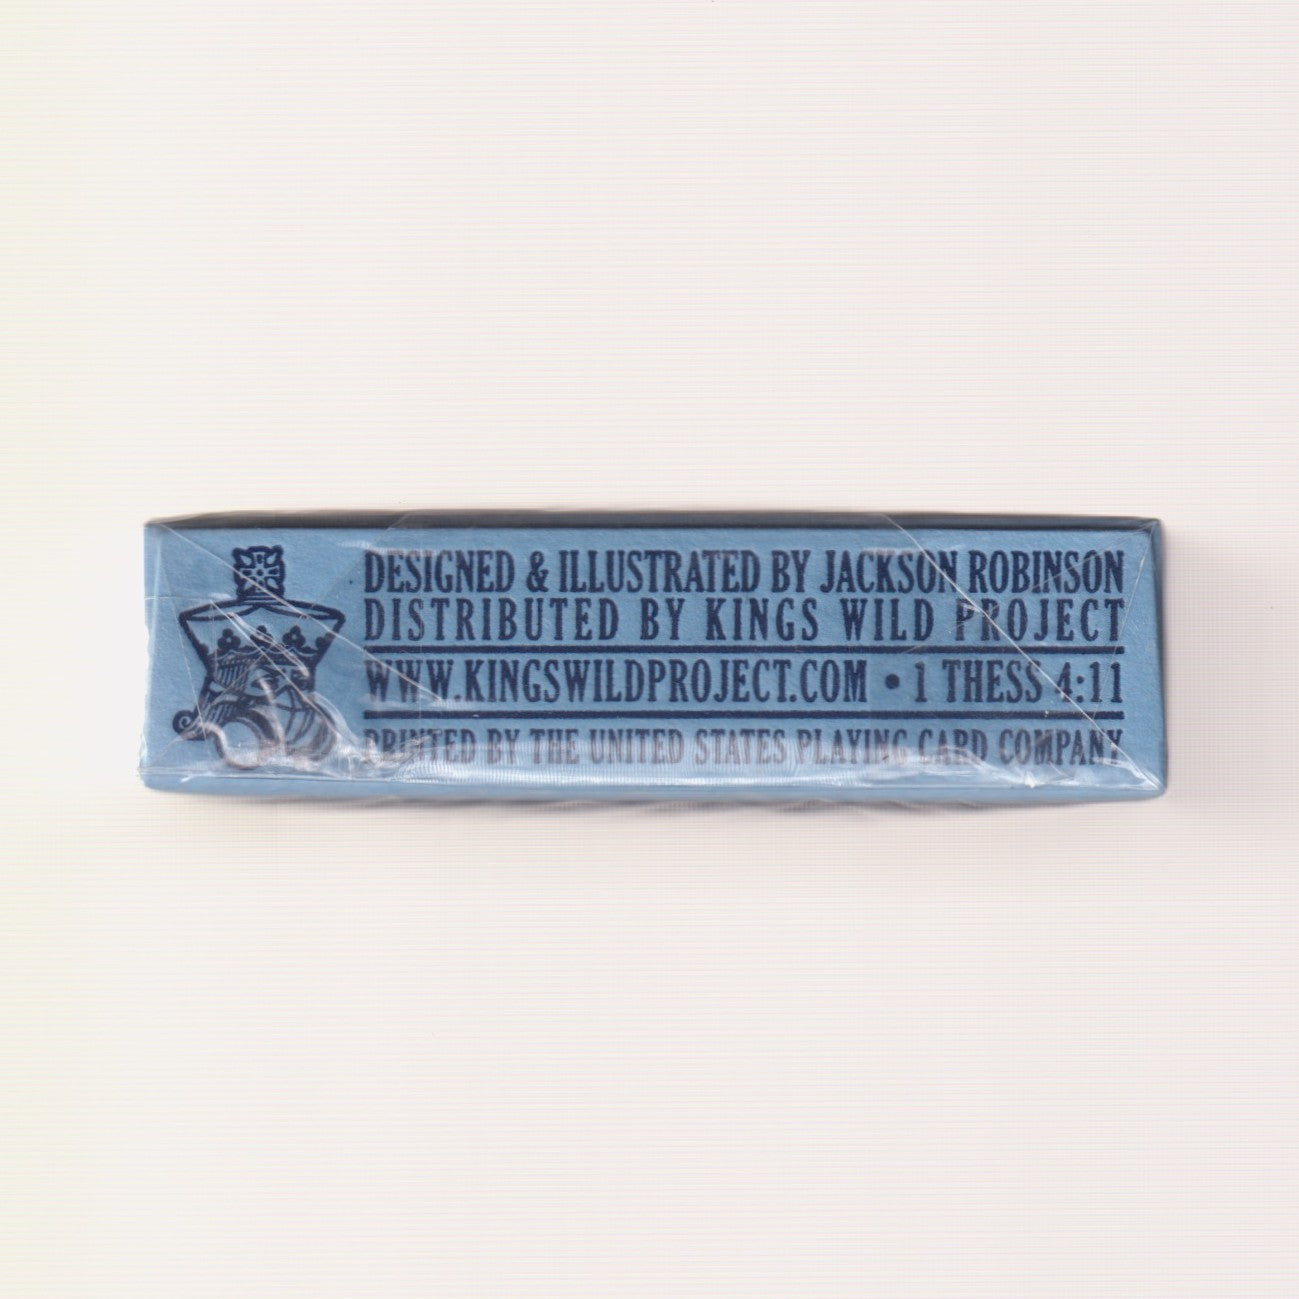 DESIGNED & ILLUSTRATED BY JACKSON ROBINSON
DISTRIBUTED BY KINGS WILD PROJECT
WWW.KINGSWILDPROJECT.COM • 1 THESS 4:11
PRINTED BY THE UNITED STATES PLAYING CARD COMPANY